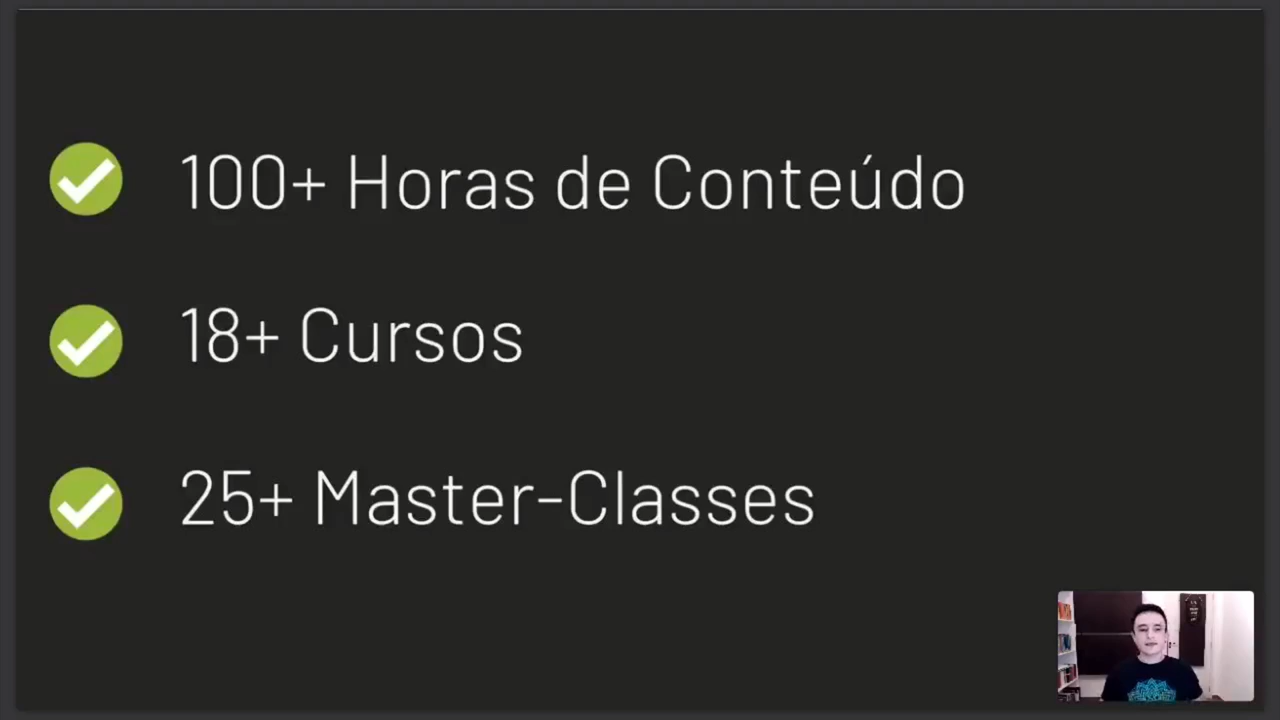 100+ Horas de Conteúdo
18+ Cursos
25+ Master-Classes